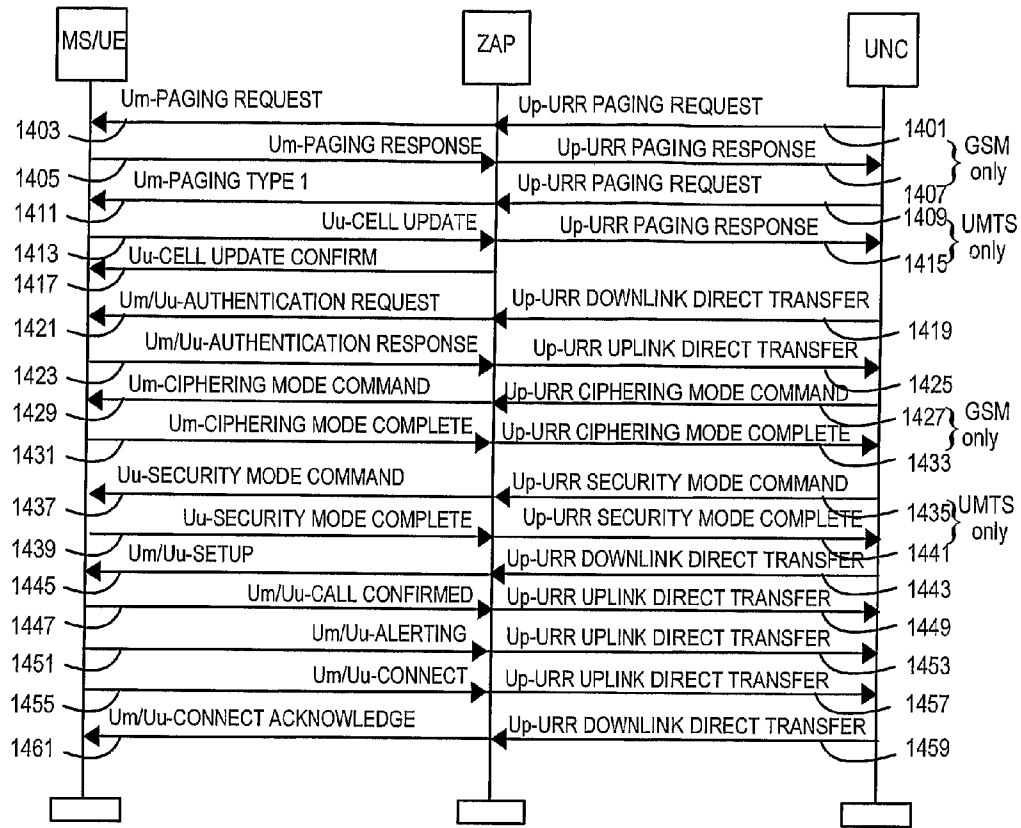 MS/UE
ZAP
UNC
Um-PAGING REQUEST
Up-URR PAGING REQUEST
1403
1401
Um-PAGING RESPONSE
Up-URR PAGING RESPONSE
GSM only
1405
1407
Um-PAGING TYPE 1
Up-URR PAGING REQUEST
1411
1409
Uu-CELL UPDATE
Up-URR PAGING RESPONSE
UMTS only
1413
1415
Uu-CELL UPDATE CONFIRM
1417
Um/Uu-AUTHENTICATION REQUEST
Up-URR DOWNLINK DIRECT TRANSFER
1421
1419
Um/Uu-AUTHENTICATION RESPONSE
Up-URR UPLINK DIRECT TRANSFER
1423
1425
Um-CIPHERING MODE COMMAND
Up-URR CIPHERING MODE COMMAND
1429
1427
GSM only
Um-CIPHERING MODE COMPLETE
Up-URR CIPHERING MODE COMPLETE
1431
1433
Uu-SECURITY MODE COMMAND
Up-URR SECURITY MODE COMMAND
1437
1435
UMTS only
Uu-SECURITY MODE COMPLETE
Up-URR SECURITY MODE COMPLETE
1439
1441
Um/Uu-SETUP
Up-URR DOWNLINK DIRECT TRANSFER
1445
1443
Um/Uu-CALL CONFIRMED
Up-URR UPLINK DIRECT TRANSFER
1447
1449
Um/Uu-ALERTING
Up-URR UPLINK DIRECT TRANSFER
1451
1453
Um/Uu-CONNECT
Up-URR UPLINK DIRECT TRANSFER
1455
1457
Um/Uu-CONNECT ACKNOWLEDGE
Up-URR DOWNLINK DIRECT TRANSFER
1461
1459